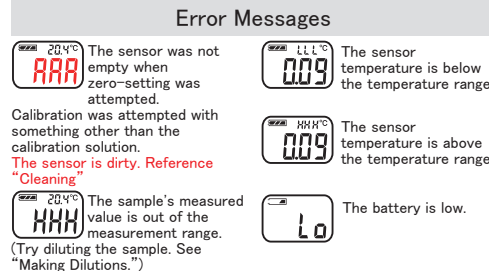 Error Messages
20.4°C
AAA
The sensor was not
empty when
zero-setting was
attempted.
Calibration was attempted with
something other than the
calibration solution.
The sensor is dirty. Reference
“Cleaning”
20.4°C
HHH
The sample's measured
value is out of the
measurement range.
(Try diluting the sample. See
“Making Dilutions.”)
LLL°C
0.09
The sensor
temperature is below
the temperature range
HHH°C
0.09
The sensor
temperature is above
the temperature range
Lo
The battery is low.